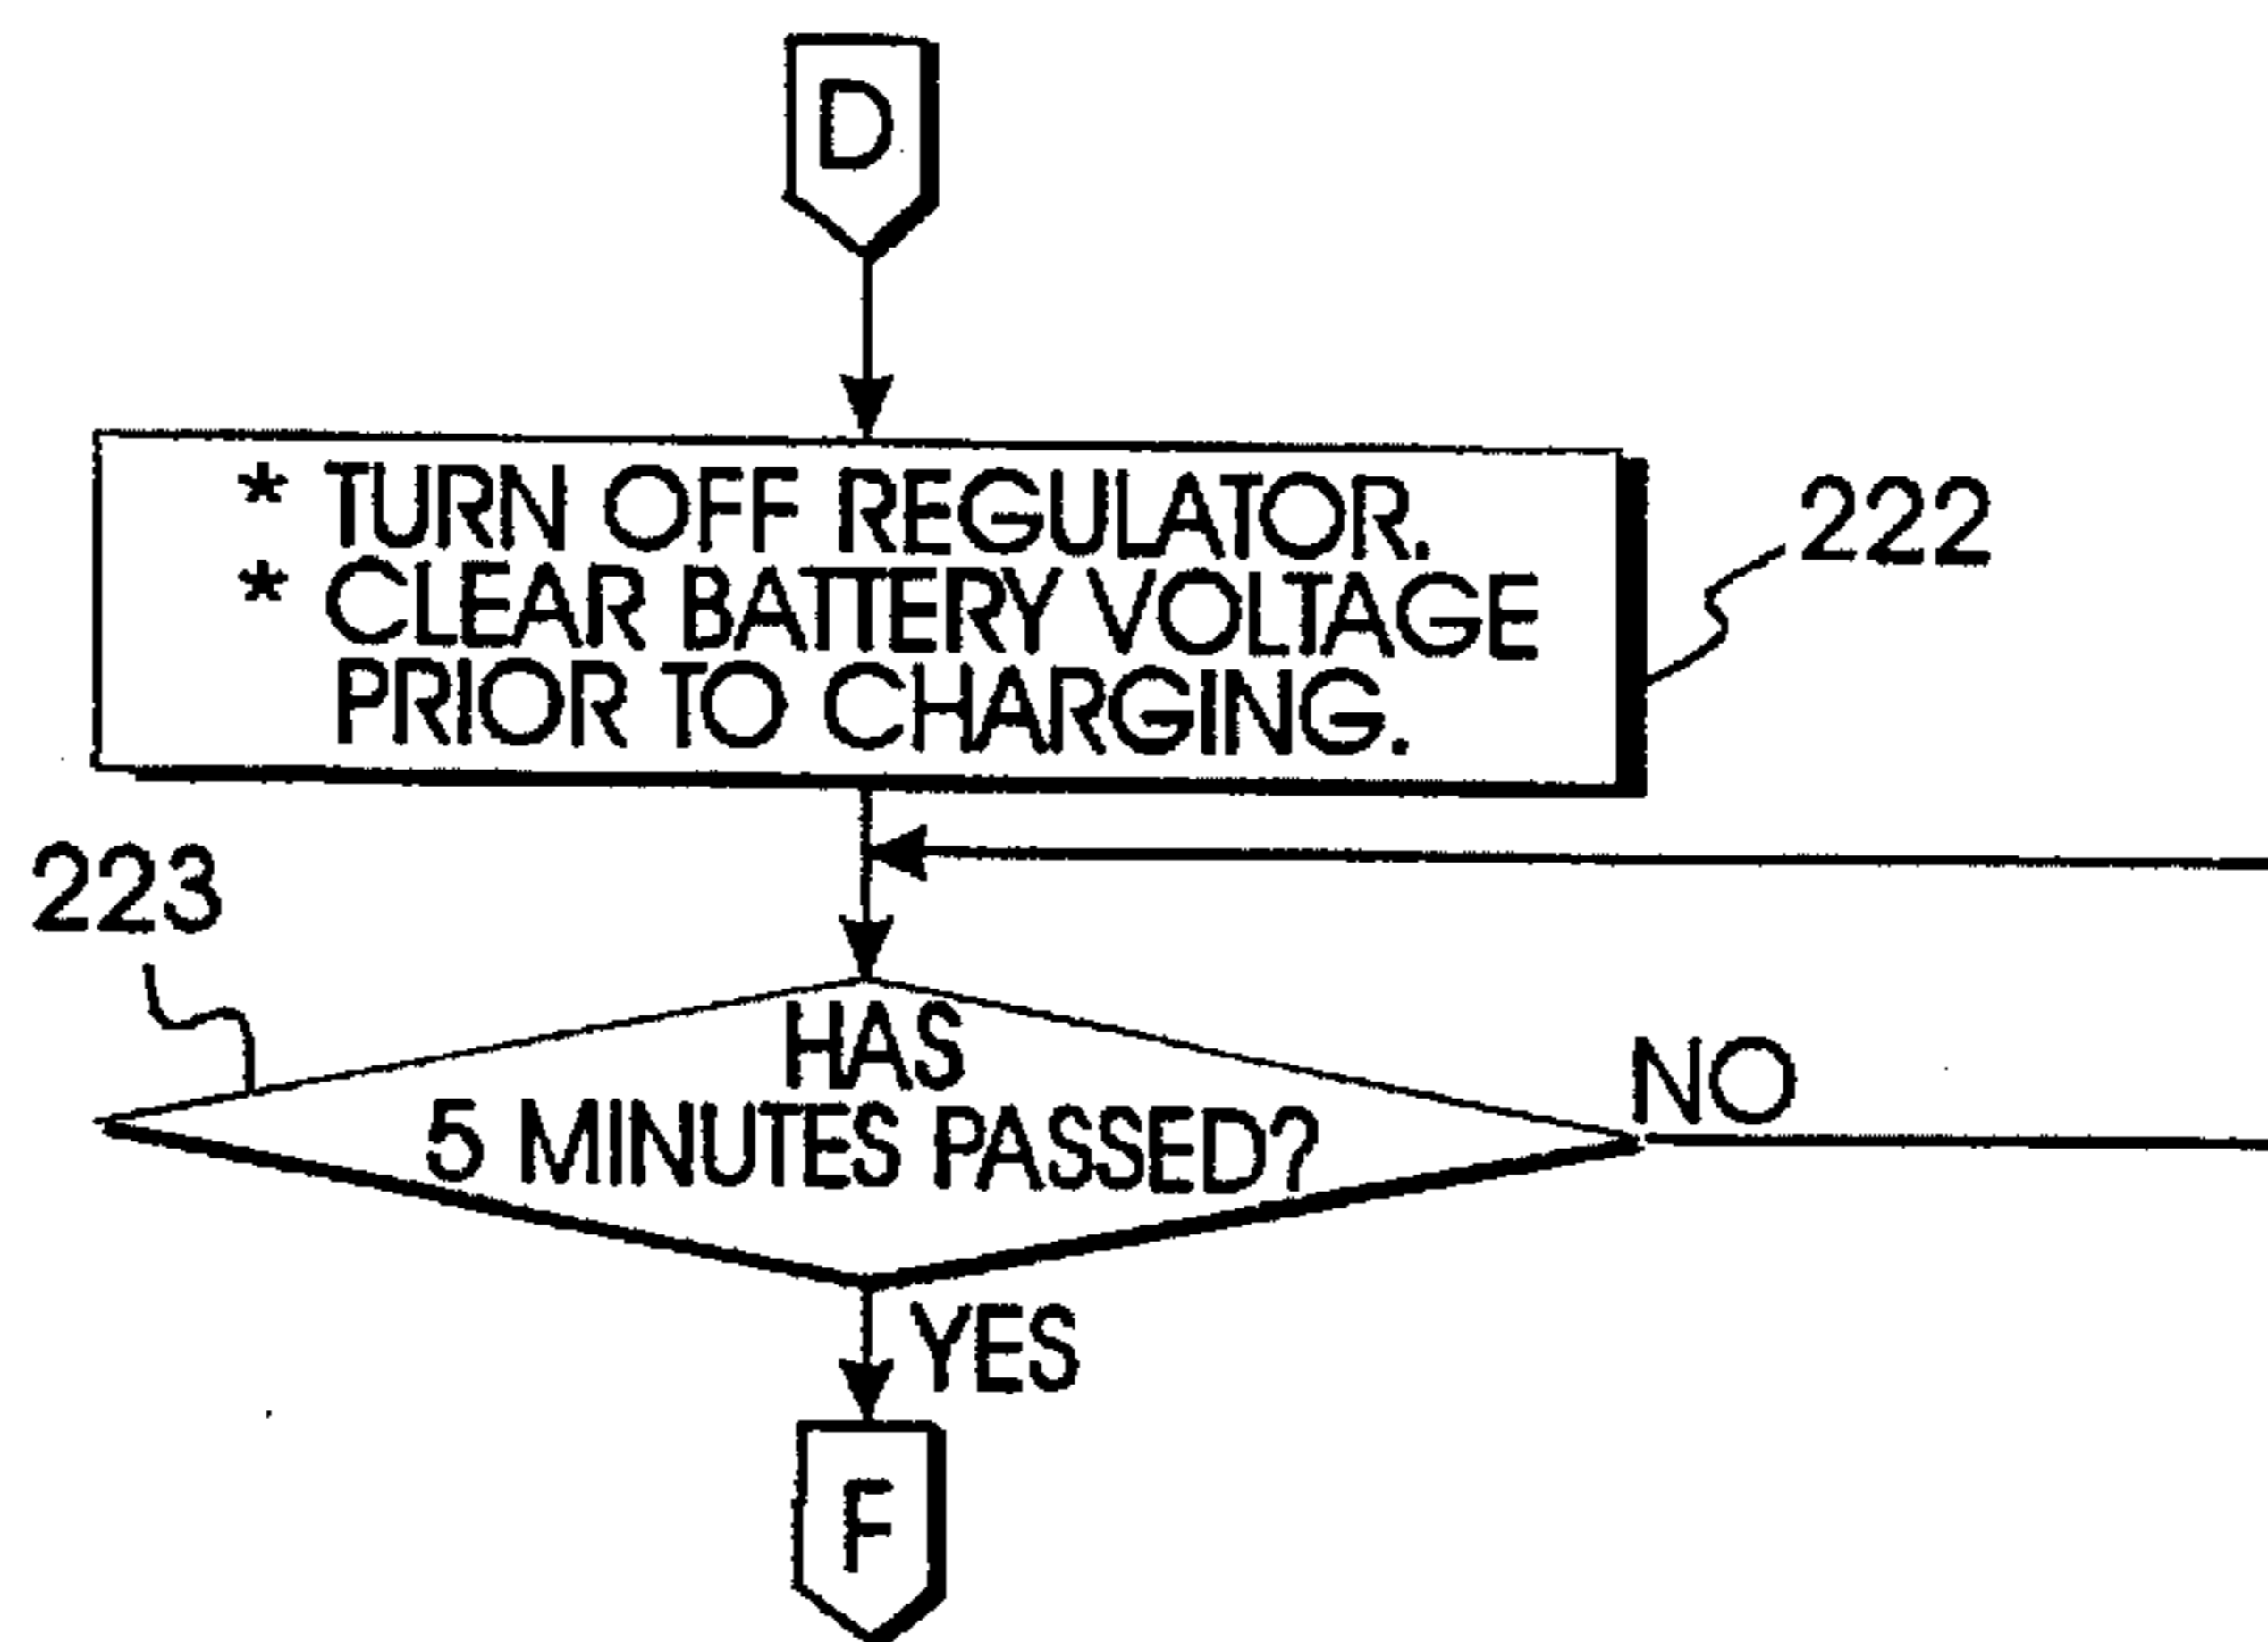 D
* TURN OFF REGULATOR.
* CLEAR BATTERY VOLTAGE
PRIOR TO CHARGING.
222
223
HAS
5 MINUTES PASSED?
NO
YES
F